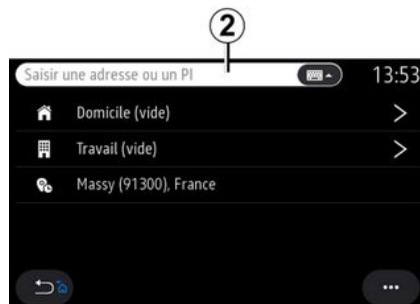 2
Saisir une adresse ou un PI
13:53
Domicile (vide)
Travail (vide)
Massy (91300), France